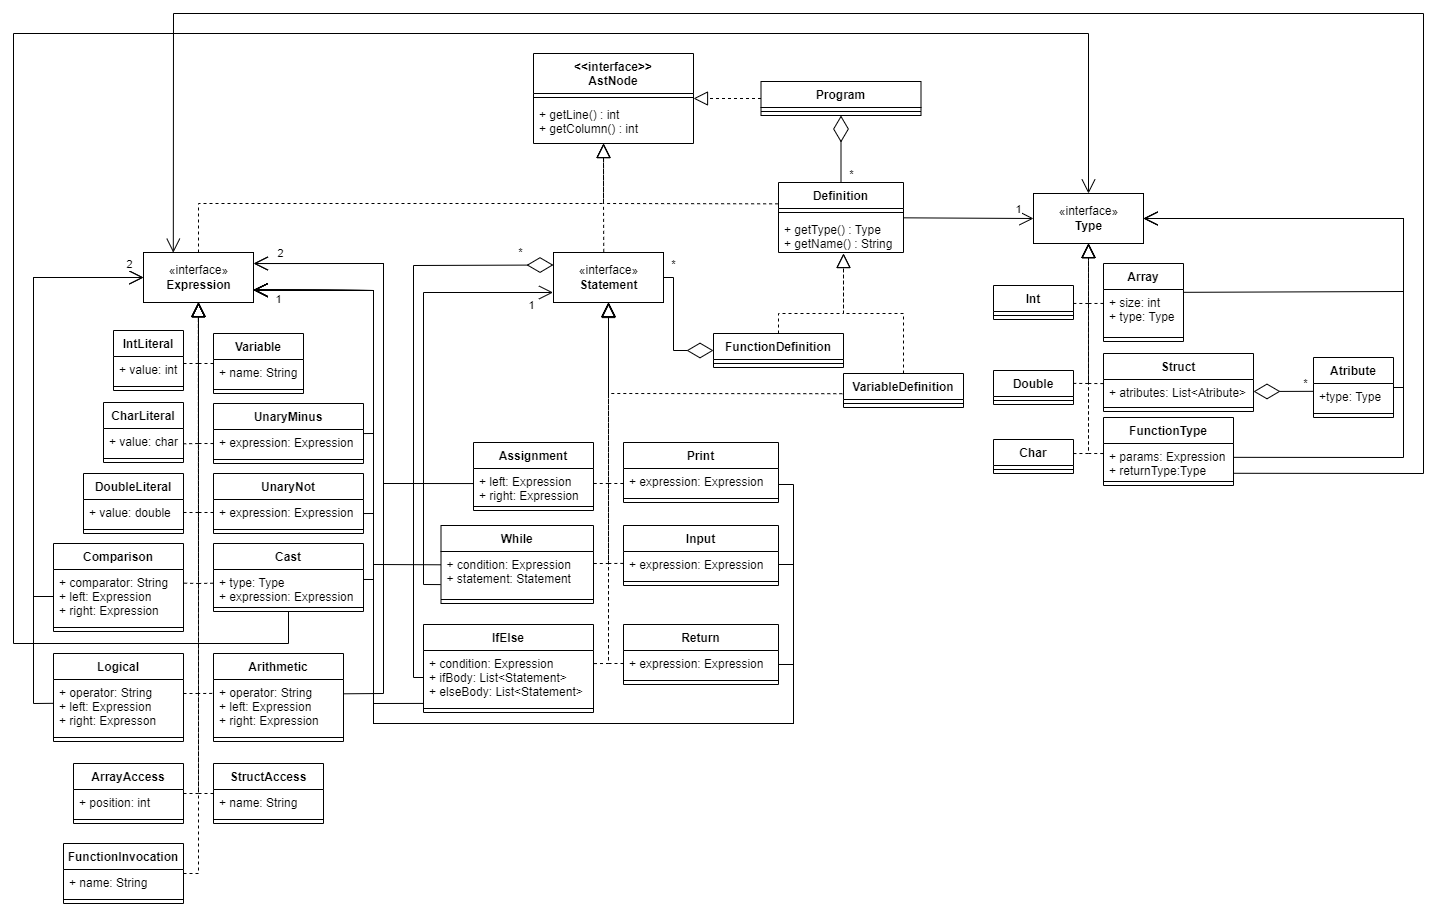 <<interface>>
AstNode
+ getLine() : int
+ getColumn() : int
Program
*
Definition
+ getType() : Type
+ getName() : String
1
«interface»
Type
2
«interface»
Expression
2
1
*
«interface»
Statement
1
*
IntLiteral
+ value: int
Variable
+ name: String
CharLiteral
+ value: char
UnaryMinus
+ expression: Expression
DoubleLiteral
+ value: double
UnaryNot
+ expression: Expression
Comparison
+ comparator: String
+ left: Expression
+ right: Expression
Cast
+ type: Type
+ expression: Expression
Logical
+ operator: String
+ left: Expression
+ right: Expresson
Arithmetic
+ operator: String
+ left: Expression
+ right: Expression
ArrayAccess
+ position: int
StructAccess
+ name: String
FunctionInvocation
+ name: String
FunctionDefinition
VariableDefinition
Assignment
+ left: Expression
+ right: Expression
Print
+ expression: Expression
While
+ condition: Expression
+ statement: Statement
Input
+ expression: Expression
IfElse
+ condition: Expression
+ ifBody: List<Statement>
+ elseBody: List<Statement>
Return
+ expression: Expression
Int
Array
+ size: int
+ type: Type
Double
Struct
+ atributes: List<Atribute>
*
Atribute
+type: Type
Char
FunctionType
+ params: Expression
+ returnType:Type